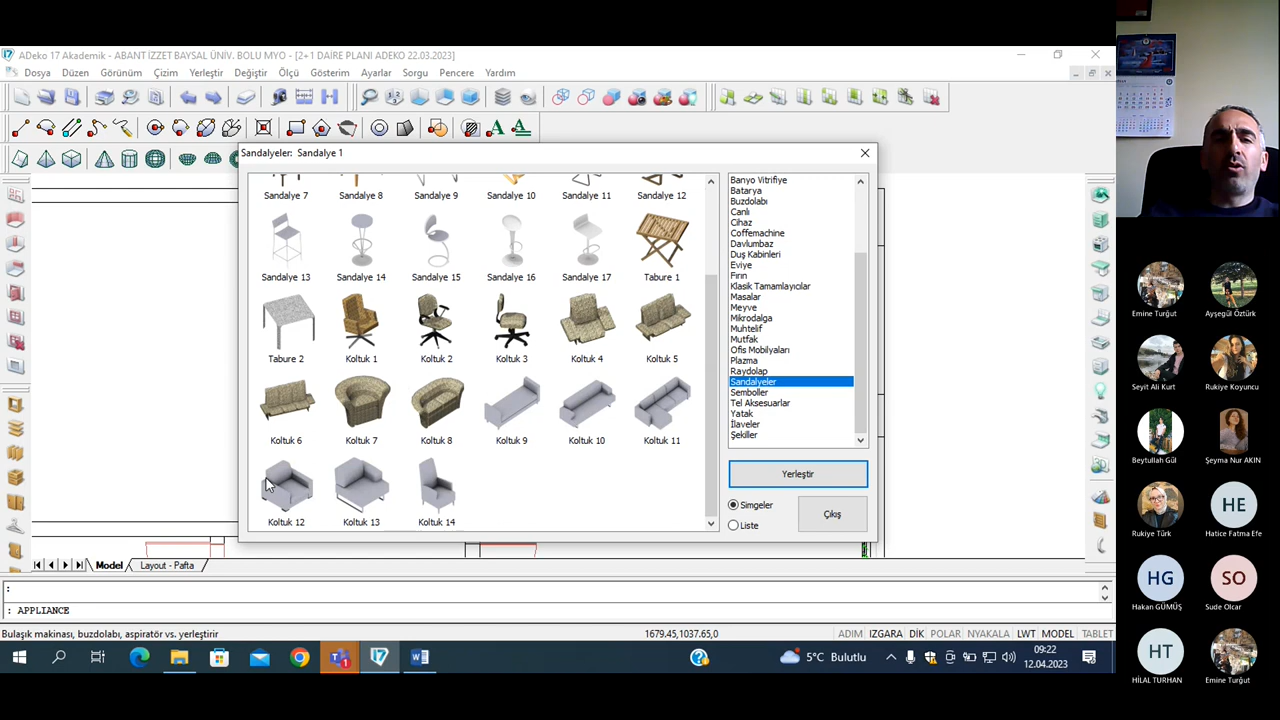 ADeko 17 Akademik - ABANT İZZET BAYSAL ÜNİV. BOLU MYO - [2+1 DAİRE PLANI ADEKO 22.03.2023]
Dosya Düzen Görünüm Çizim Yerleştir Değiştir Ölçü Gösterim Ayarlar Sorgu Pencere Yardım
Sandalyeler: Sandalye 1
Sandalye 7 Sandalye 8 Sandalye 9 Sandalye 10 Sandalye 11 Sandalye 12
Sandalye 13 Sandalye 14 Sandalye 15 Sandalye 16 Sandalye 17 Tabure 1
Tabure 2 Koltuk 1 Koltuk 2 Koltuk 3 Koltuk 4 Koltuk 5
Koltuk 6 Koltuk 7 Koltuk 8 Koltuk 9 Koltuk 10 Koltuk 11
Koltuk 12 Koltuk 13 Koltuk 14
Banyo Vitrifiye
Batarya
Buzdolabı
Canlı
Cihaz
Coffemachine
Davlumbaz
Duş Kabinleri
Eviye
Fırın
Klasik Tamamlayıcılar
Masalar
Meyve
Mikrodalga
Muhtelif
Mutfak
Ofis Mobilyaları
Plazma
Raydolap
Sandalyeler
Semboller
Tel Aksesuarlar
Yatak
İlaveler
Şekiller
Yerleştir
Simgeler
Liste
Çıkış
Model Layout - Pafta
:
: APPLIANCE
Bulaşık makinası, buzdolabı, aspiratör vs. yerleştirir
1679.45,1037.65,0
ADIM IZGARA DİK POLAR NYAKALA LWT MODEL TABLET
5°C Bulutlu
09:22
12.04.2023
Emine Turğut
Ayşegül Öztürk
Seyit Ali Kurt
Rukiye Koyuncu
Beytullah Gül
Şeyma Nur AKIN
Rukiye Türk
HE
Hatice Fatma Efe
HG
Hakan GÜMÜŞ
SO
Sude Olcar
HT
HİLAL TURHAN
Emine Turğut